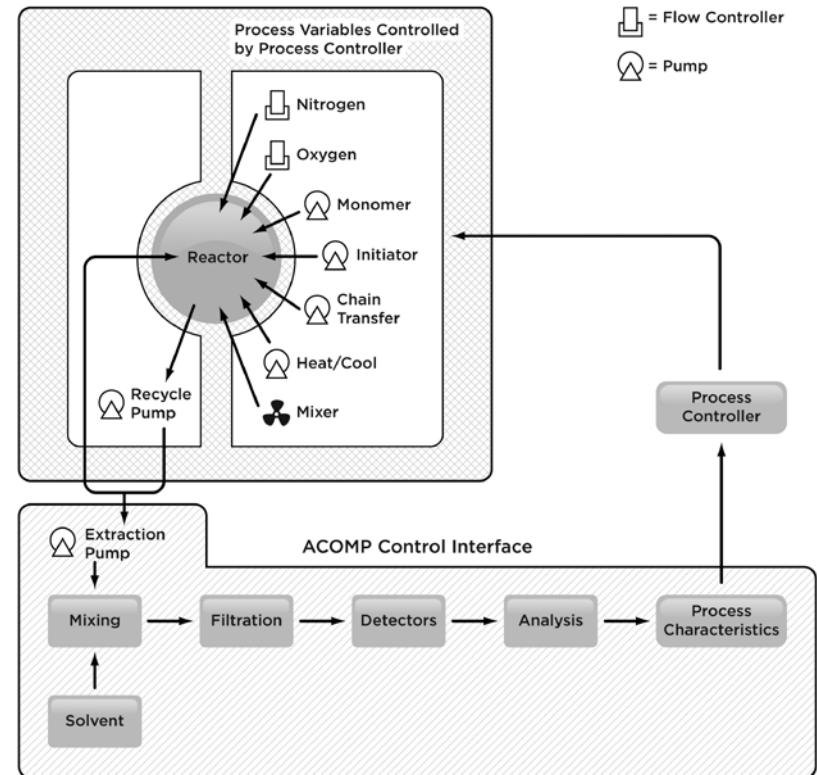 Process Variables Controlled
by Process Controller
= Flow Controller
= Pump
Nitrogen
Oxygen
Monomer
Initiator
Chain
Transfer
Heat/Cool
Mixer
Reactor
Recycle
Pump
Process
Controller
Extraction
Pump
ACOMP Control Interface
Mixing
Filtration
Detectors
Analysis
Process
Characteristics
Solvent